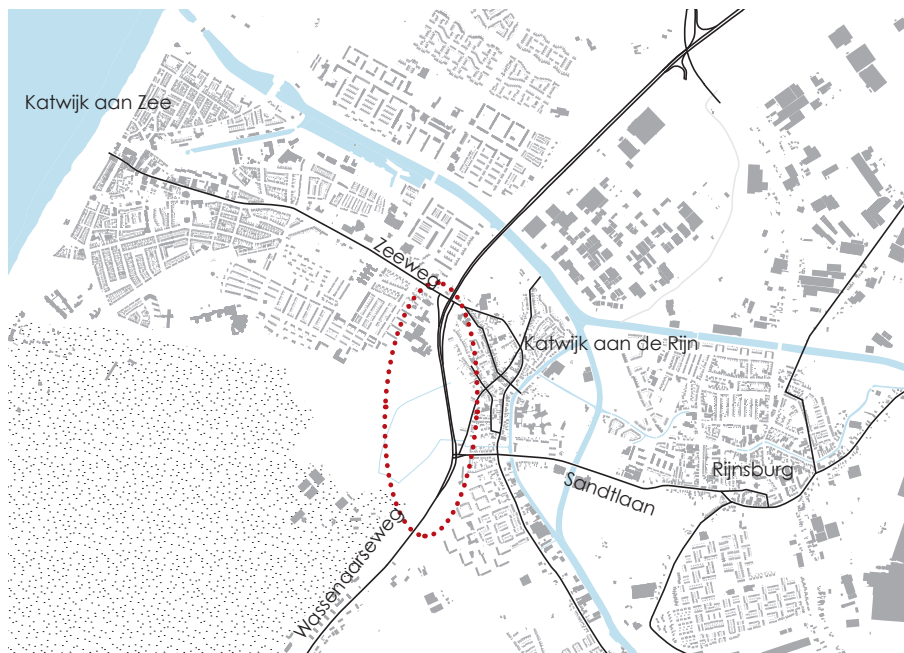 Katwijk aan Zee
Zeeweg
Katwijk aan de Rijn
Rijnsburg
Sandtlaan
Wassenaarseweg